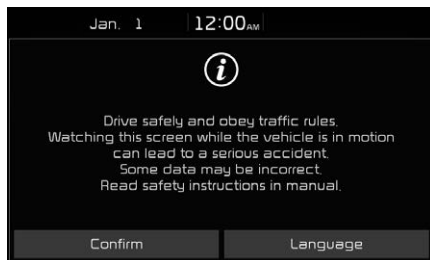 Jan. 1 12:00AM
i
Drive safely and obey traffic rules.
Watching this screen while the vehicle is in motion
can lead to a serious accident.
Some data may be incorrect.
Read safety instructions in manual.
Confirm Language